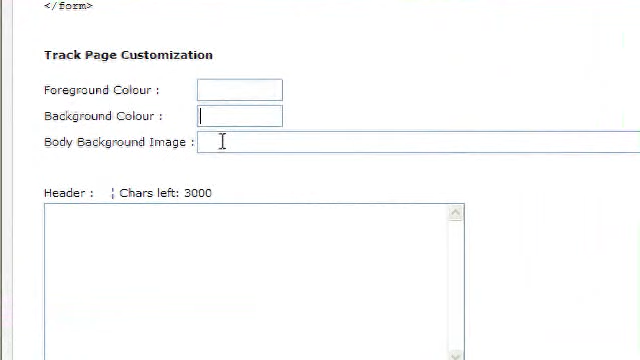 </form>
Track Page Customization
Foreground Colour :
Background Colour :
Body Background Image :
Header : ¦ Chars left: 3000